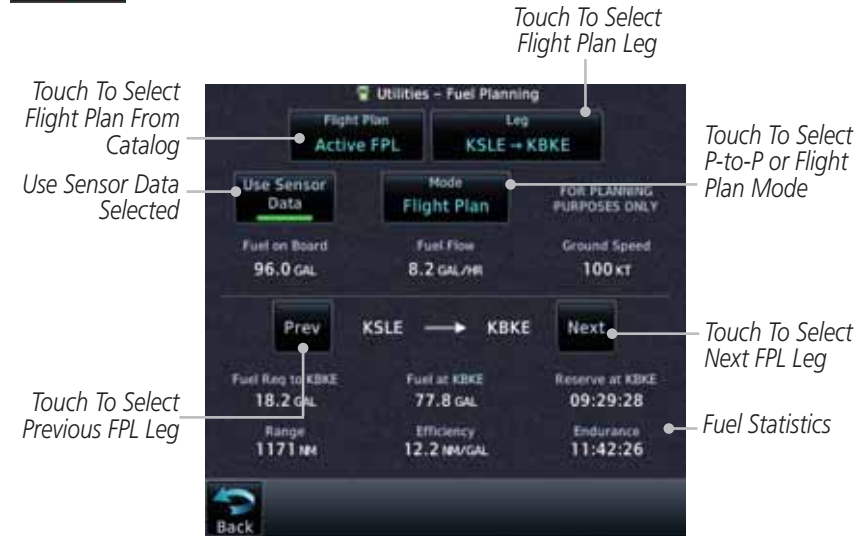 Touch To Select
Flight Plan Leg
Touch To Select
Flight Plan From
Catalog
Use Sensor Data
Selected
Utilities – Fuel Planning
Flight Plan
Active FPL
Leg
KSLE → KBKE
Touch To Select
P-to-P or Flight
Plan Mode
Use Sensor
Data
Mode
Flight Plan
FOR PLANNING
PURPOSES ONLY
Fuel on Board
96.0 GAL
Fuel Flow
8.2 GAL/HR
Ground Speed
100 KT
Prev
KSLE → KBKE
Next
Touch To Select
Next FPL Leg
Touch To Select
Previous FPL Leg
Fuel Req to KBKE
18.2 GAL
Fuel at KBKE
77.8 GAL
Reserve at KBKE
09:29:28
Range
1171 NM
Efficiency
12.2 NM/GAL
Endurance
11:42:26
Fuel Statistics
Back